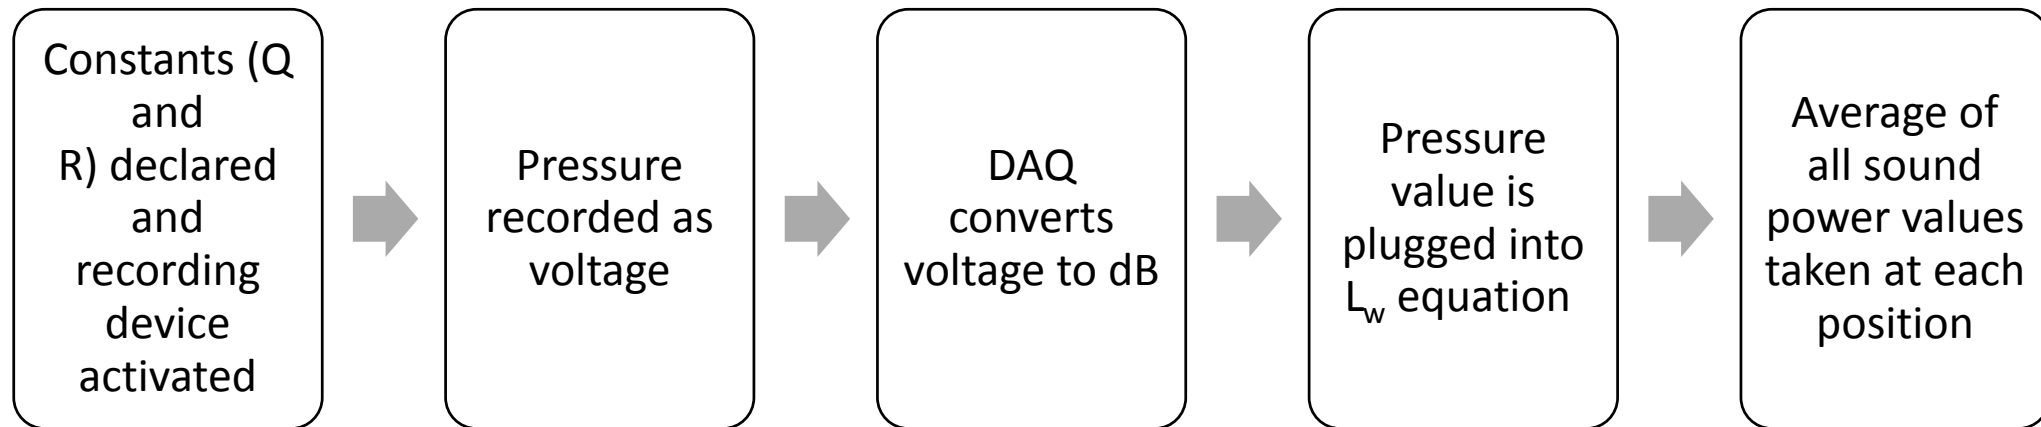 Constants (Q
and
R) declared
and
recording
device
activated
Pressure
recorded as
voltage
DAQ
converts
voltage to dB
Pressure
value is
plugged into
Lw equation
Average of
all sound
power values
taken at each
position